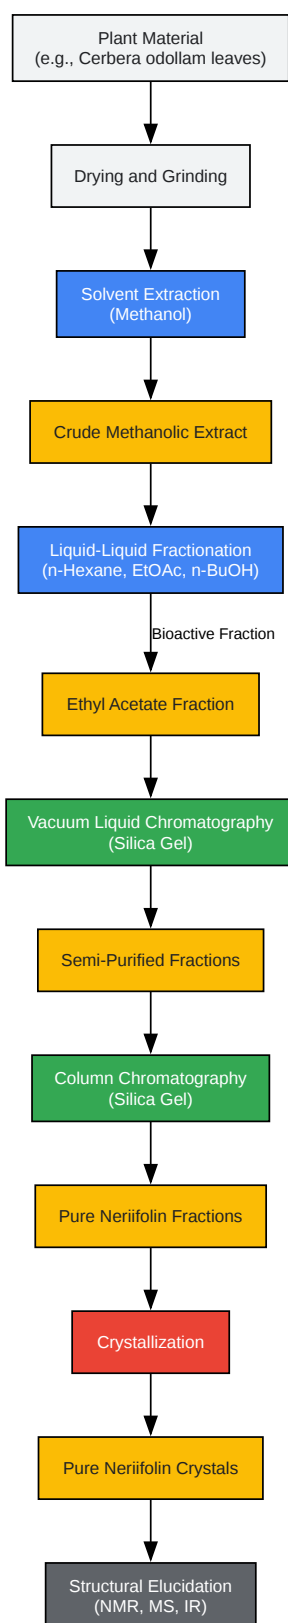 Plant Material
(e.g., Cerbera odollam leaves)
Drying and Grinding
Solvent Extraction
(Methanol)
Crude Methanolic Extract
Liquid-Liquid Fractionation
(n-Hexane, EtOAc, n-BuOH)
Bioactive Fraction
Ethyl Acetate Fraction
Vacuum Liquid Chromatography
(Silica Gel)
Semi-Purified Fractions
Column Chromatography
(Silica Gel)
Pure Neriifolin Fractions
Crystallization
Pure Neriifolin Crystals
Structural Elucidation
(NMR, MS, IR)